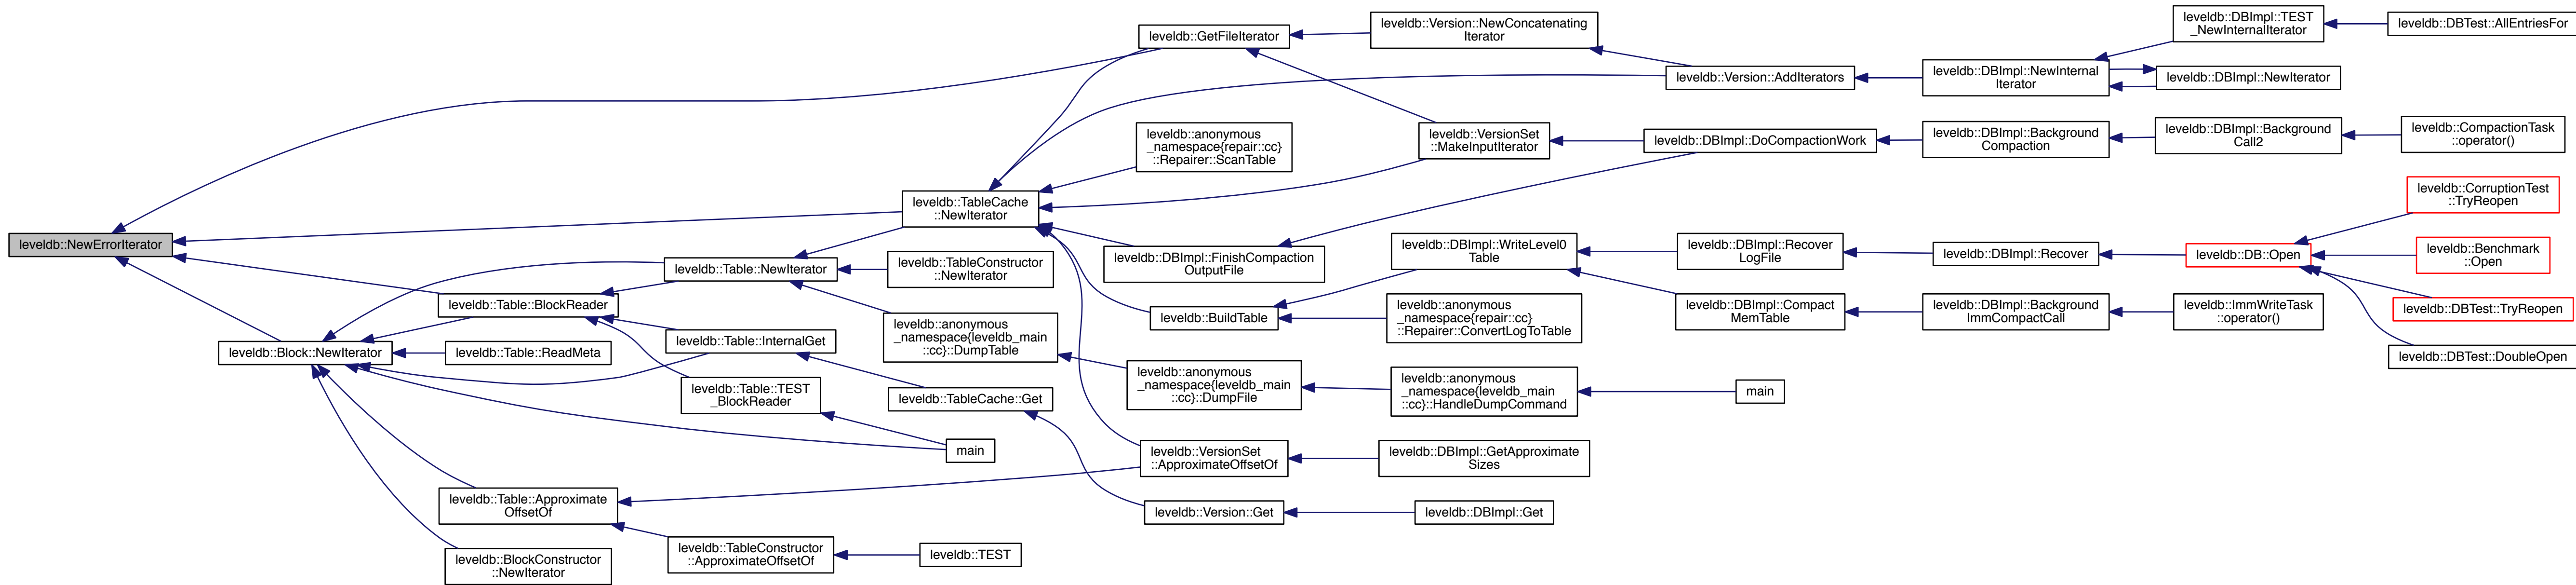 leveldb::NewErrorIterator
leveldb::Block::NewIterator
leveldb::Table::BlockReader
leveldb::Table::ReadMeta
leveldb::Table::Approximate
OffsetOf
leveldb::BlockConstructor
::NewIterator
leveldb::Table::NewIterator
leveldb::Table::InternalGet
leveldb::Table::TEST
_BlockReader
leveldb::TableConstructor
::ApproximateOffsetOf
leveldb::TableCache
::NewIterator
leveldb::TableConstructor
::NewIterator
leveldb::anonymous
_namespace{leveldb_main
::cc}::DumpTable
leveldb::TableCache::Get
main
leveldb::TEST
leveldb::GetFileIterator
leveldb::anonymous
_namespace{repair::cc}
::Repairer::ScanTable
leveldb::DBImpl::FinishCompaction
OutputFile
leveldb::BuildTable
leveldb::anonymous
_namespace{leveldb_main
::cc}::DumpFile
leveldb::VersionSet
::ApproximateOffsetOf
leveldb::Version::Get
leveldb::Version::NewConcatenating
Iterator
leveldb::VersionSet
::MakeInputIterator
leveldb::DBImpl::WriteLevel0
Table
leveldb::anonymous
_namespace{repair::cc}
::Repairer::ConvertLogToTable
leveldb::anonymous
_namespace{leveldb_main
::cc}::HandleDumpCommand
leveldb::DBImpl::GetApproximate
Sizes
leveldb::DBImpl::Get
leveldb::Version::AddIterators
leveldb::DBImpl::DoCompactionWork
leveldb::DBImpl::Recover
LogFile
leveldb::DBImpl::Compact
MemTable
main
leveldb::DBImpl::NewInternal
Iterator
leveldb::DBImpl::Background
Compaction
leveldb::DBImpl::Recover
leveldb::DBImpl::Background
ImmCompactCall
leveldb::DBImpl::TEST
_NewInternalIterator
leveldb::DBImpl::NewIterator
leveldb::DBImpl::Background
Call2
leveldb::DB::Open
leveldb::ImmWriteTask
::operator()
leveldb::DBTest::AllEntriesFor
leveldb::CompactionTask
::operator()
leveldb::CorruptionTest
::TryReopen
leveldb::Benchmark
::Open
leveldb::DBTest::TryReopen
leveldb::DBTest::DoubleOpen